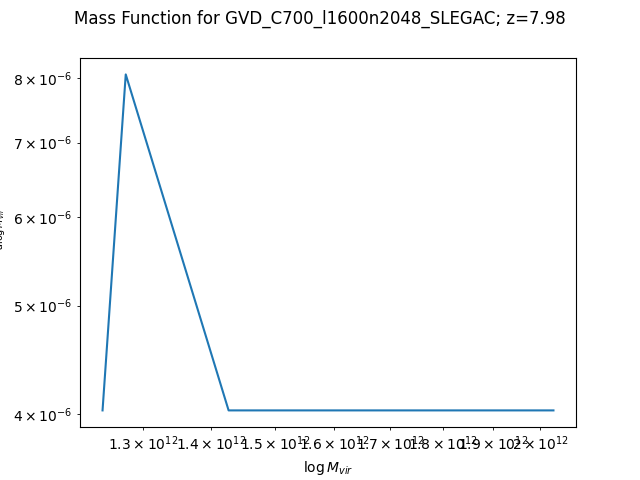 Mass Function for GVD_C700_l1600n2048_SLEGAC; z=7.98
8 × 10⁻⁶
7 × 10⁻⁶
6 × 10⁻⁶
5 × 10⁻⁶
4 × 10⁻⁶
1.3 × 10¹² 1.4 × 10¹² 1.5 × 10¹² 1.6 × 10¹² 1.7 × 10¹² 1.8 × 10¹² 1.9 × 10¹² 2 × 10¹²
log M_vir